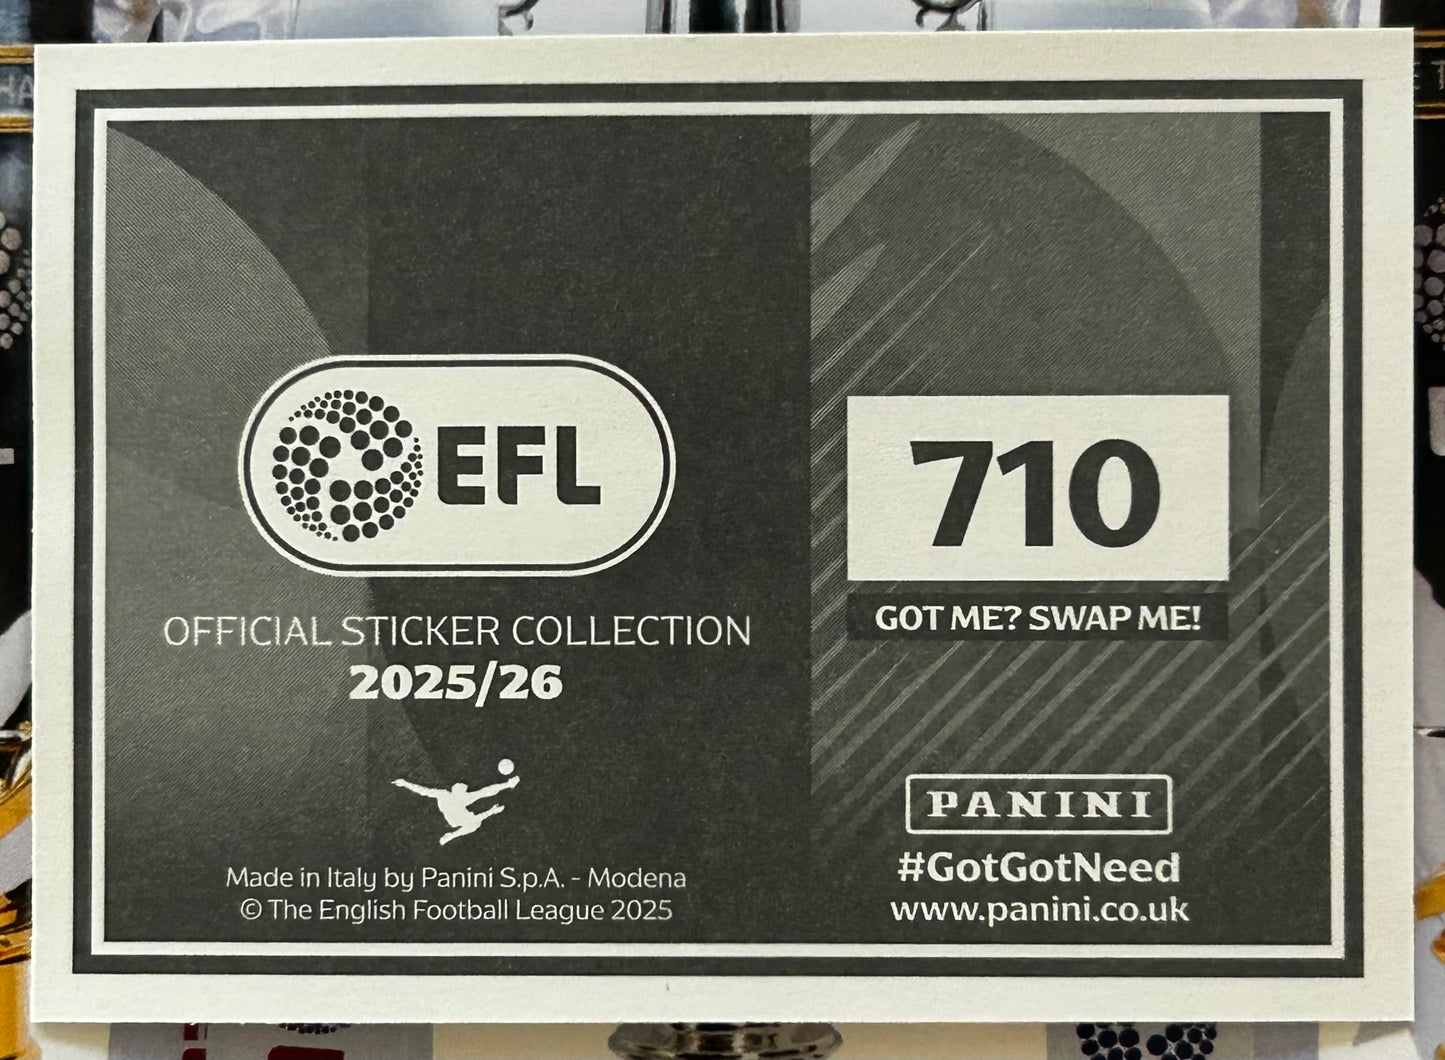 EFL
OFFICIAL STICKER COLLECTION
2025/26
Made in Italy by Panini S.p.A. - Modena
© The English Football League 2025
710
GOT ME? SWAP ME!
PANINI
#GotGotNeed
www.panini.co.uk